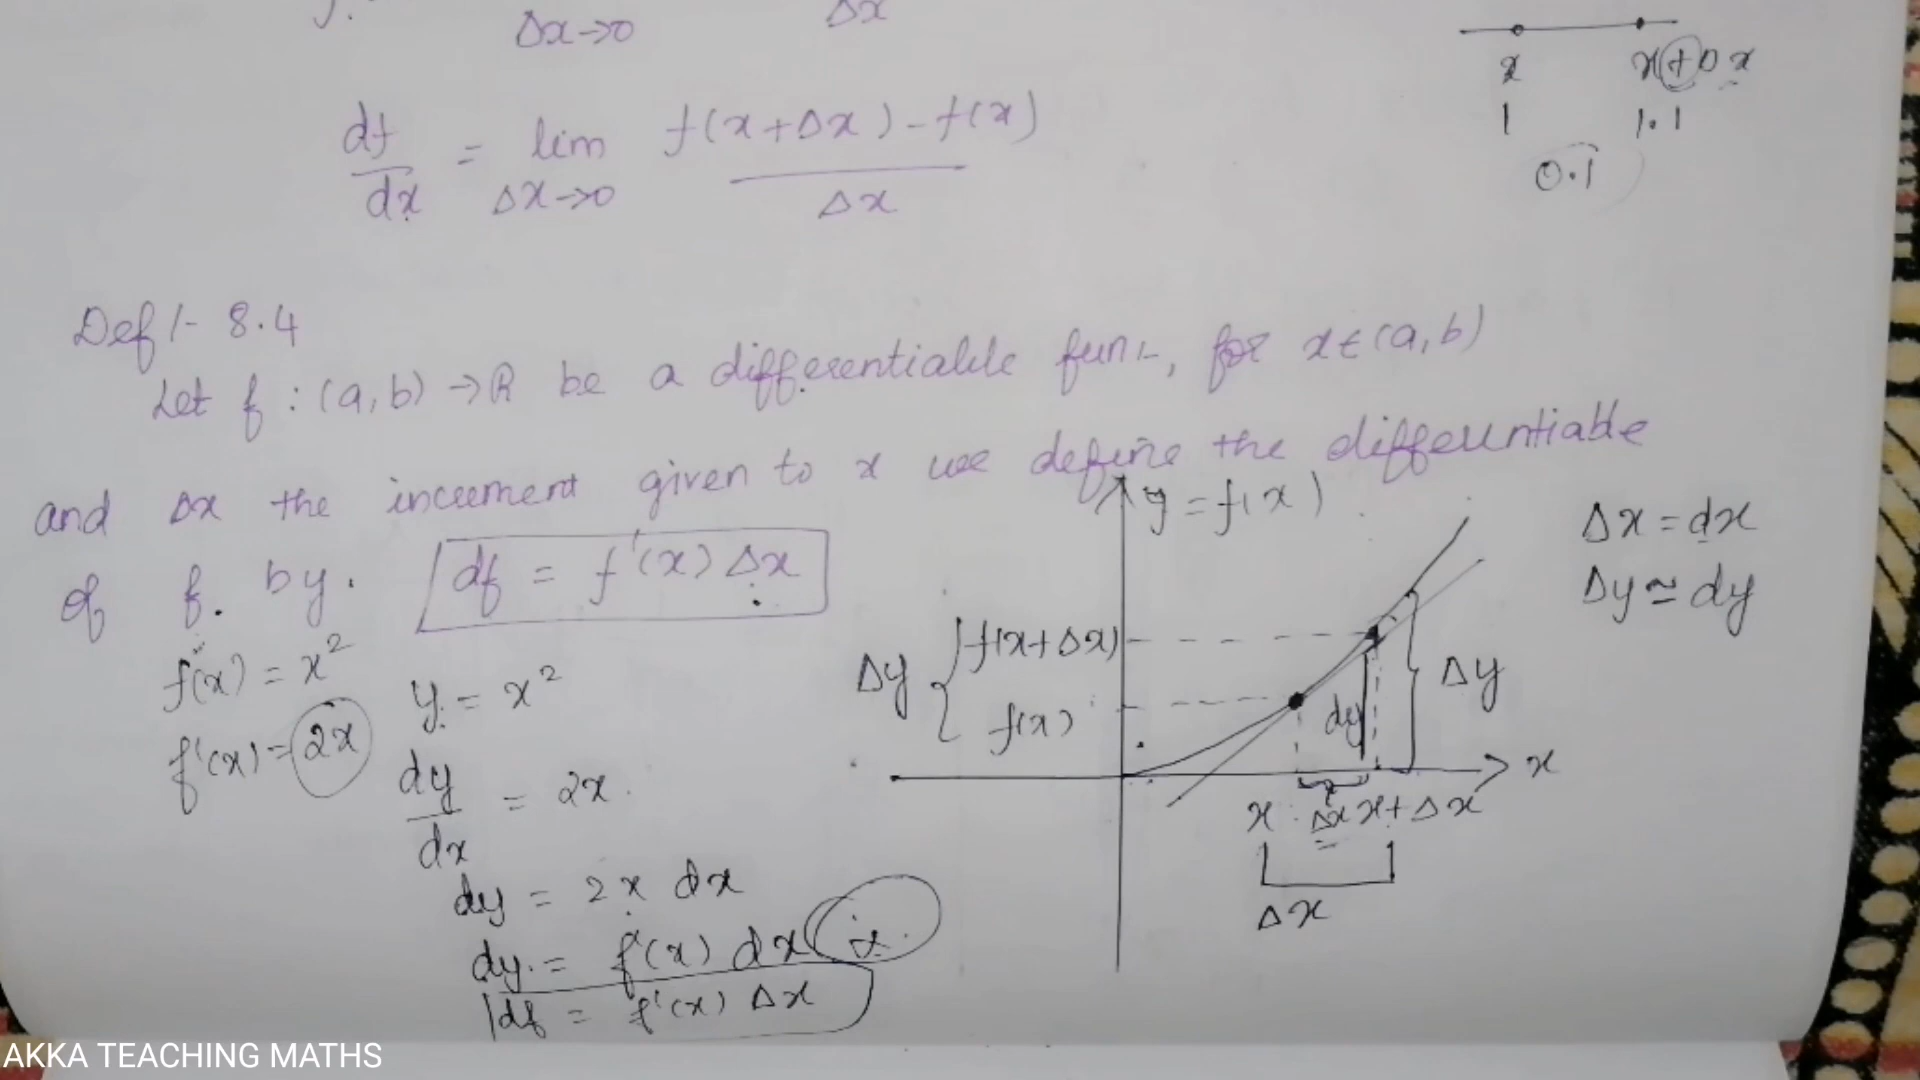 Δx→0 Δx
x x+Δx
1 1.1
0.1
df/dx = lim Δx→0 f(x+Δx)-f(x) / Δx
Def/- 8.4
Let f : (a,b) →R be a differentiable fun/-, for x∈(a,b)
and Δx the increment given to x we define the differentiable
of f. by. df = f'(x) Δx
f(x) = x²
f'(x) = 2x
y = x²
dy/dx = 2x.
dy = 2x dx
dy = f'(x) dx
df = f'(x) Δx
y = f(x)
Δy { f(x+Δx)
f(x)
dy
Δy
x
x Δx x+Δx
Δx
Δx = dx
Δy ≃ dy
AKKA TEACHING MATHS